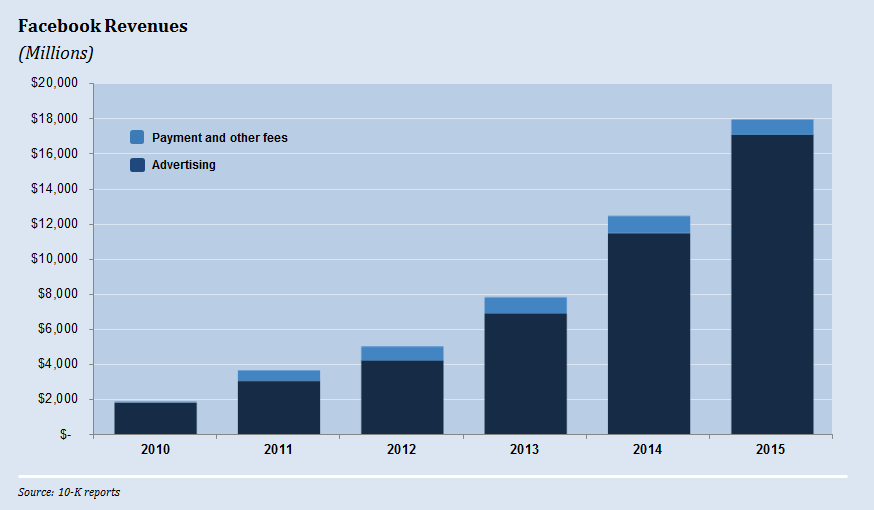 Facebook Revenues
(Millions)
$20,000
$18,000
$16,000
$14,000
$12,000
$10,000
$8,000
$6,000
$4,000
$2,000
$-
Payment and other fees
Advertising
2010 2011 2012 2013 2014 2015
Source: 10-K reports